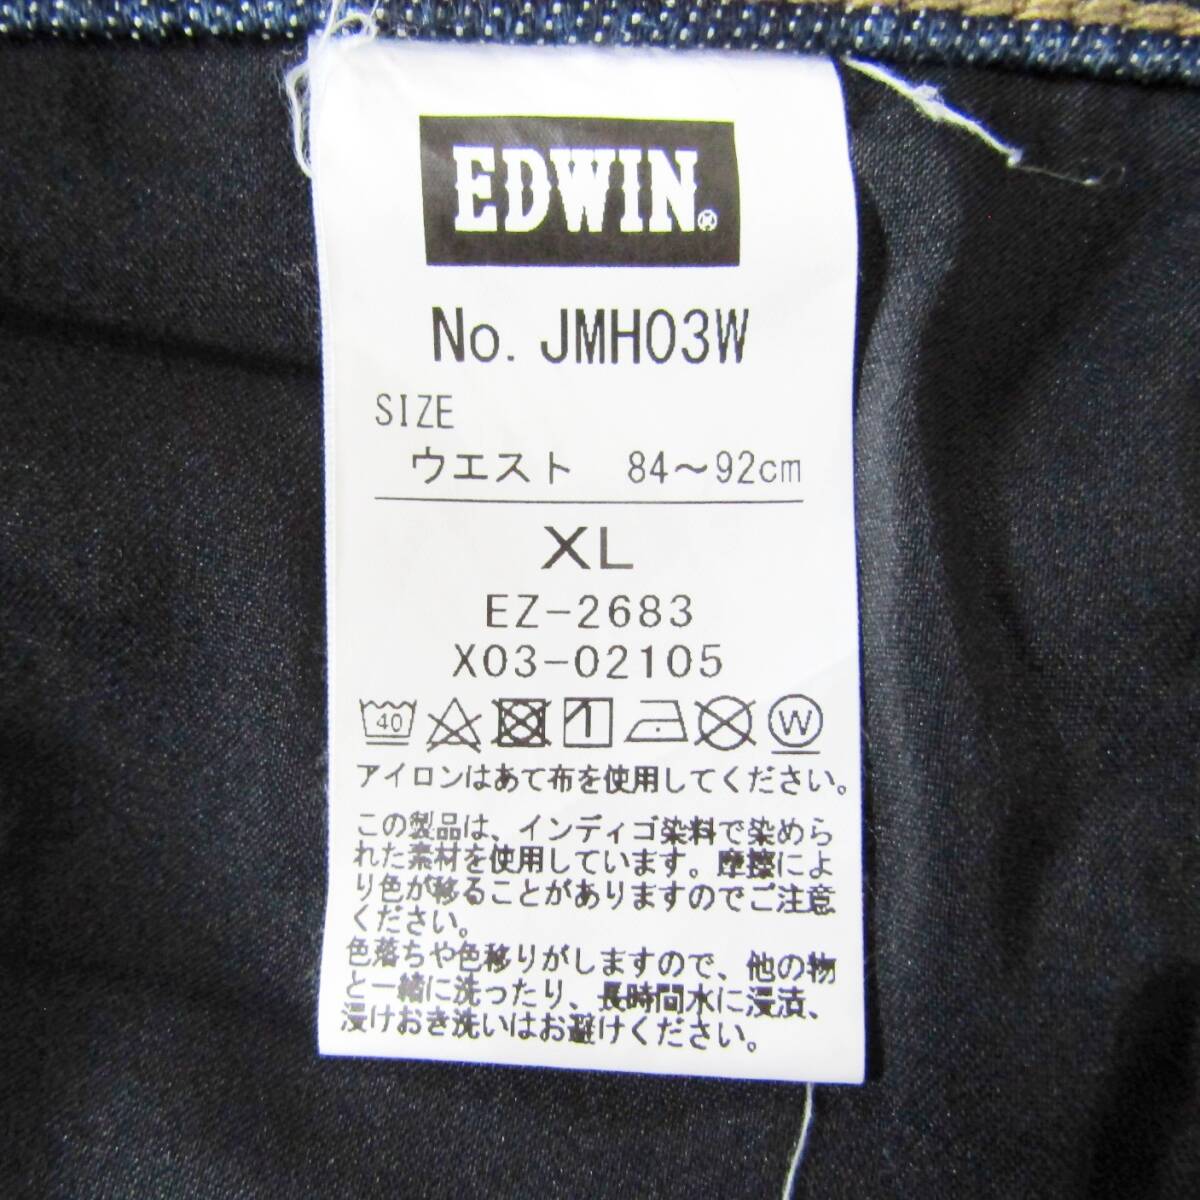 EDWIN®
No. JMH03W
SIZE
ウエスト 84～92cm
XL
EZ-2683
X03-02105
40 W
アイロンはあて布を使用してください。
この製品は、インディゴ染料で染めら
れた素材を使用しています。摩擦によ
り色が移ることがありますのでご注意
ください。
色落ちや色移りがしますので、他の物
と一緒に洗ったり、長時間水に浸漬、
浸けおき洗いはお避けください。